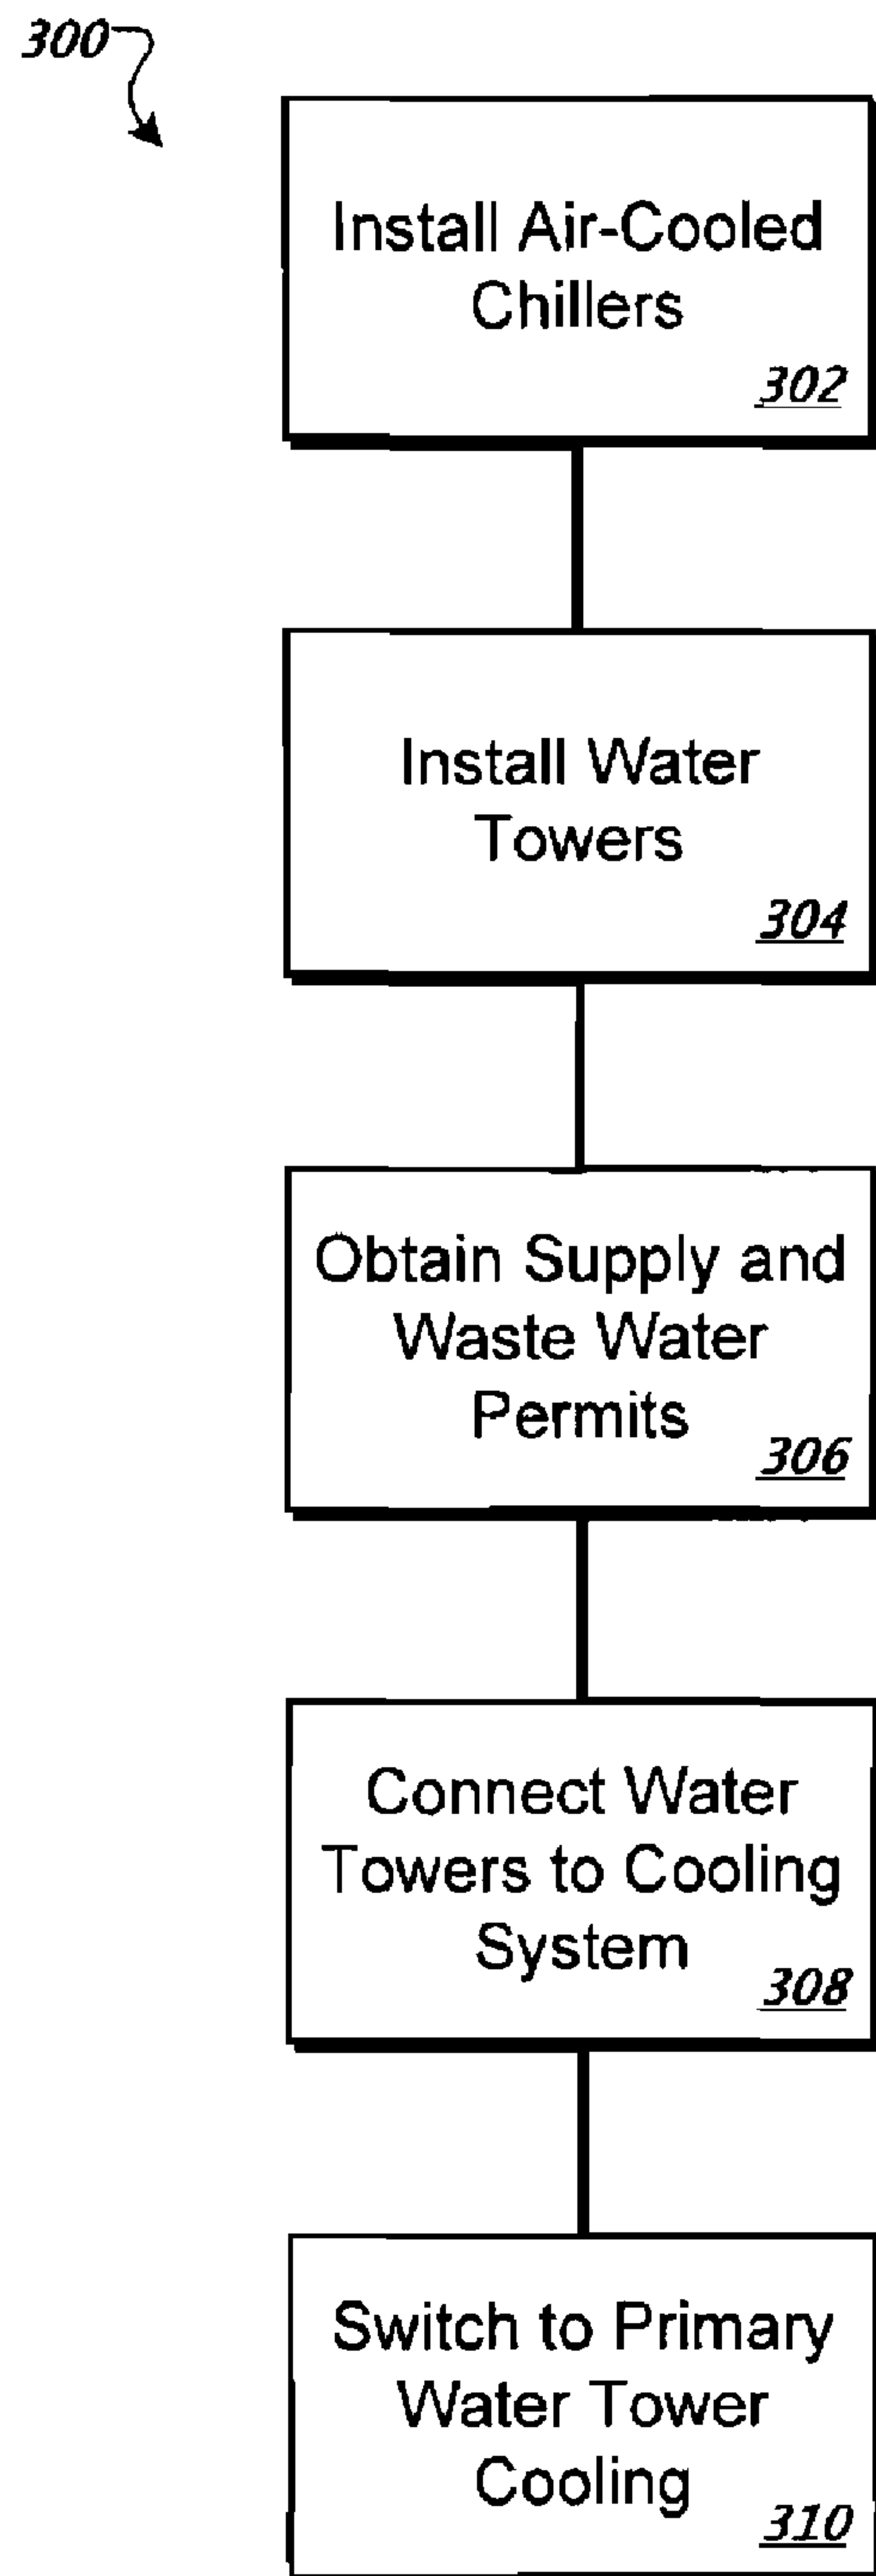 300
Install Air-Cooled
Chillers
302
Install Water
Towers
304
Obtain Supply and
Waste Water
Permits
306
Connect Water
Towers to Cooling
System
308
Switch to Primary
Water Tower
Cooling
310